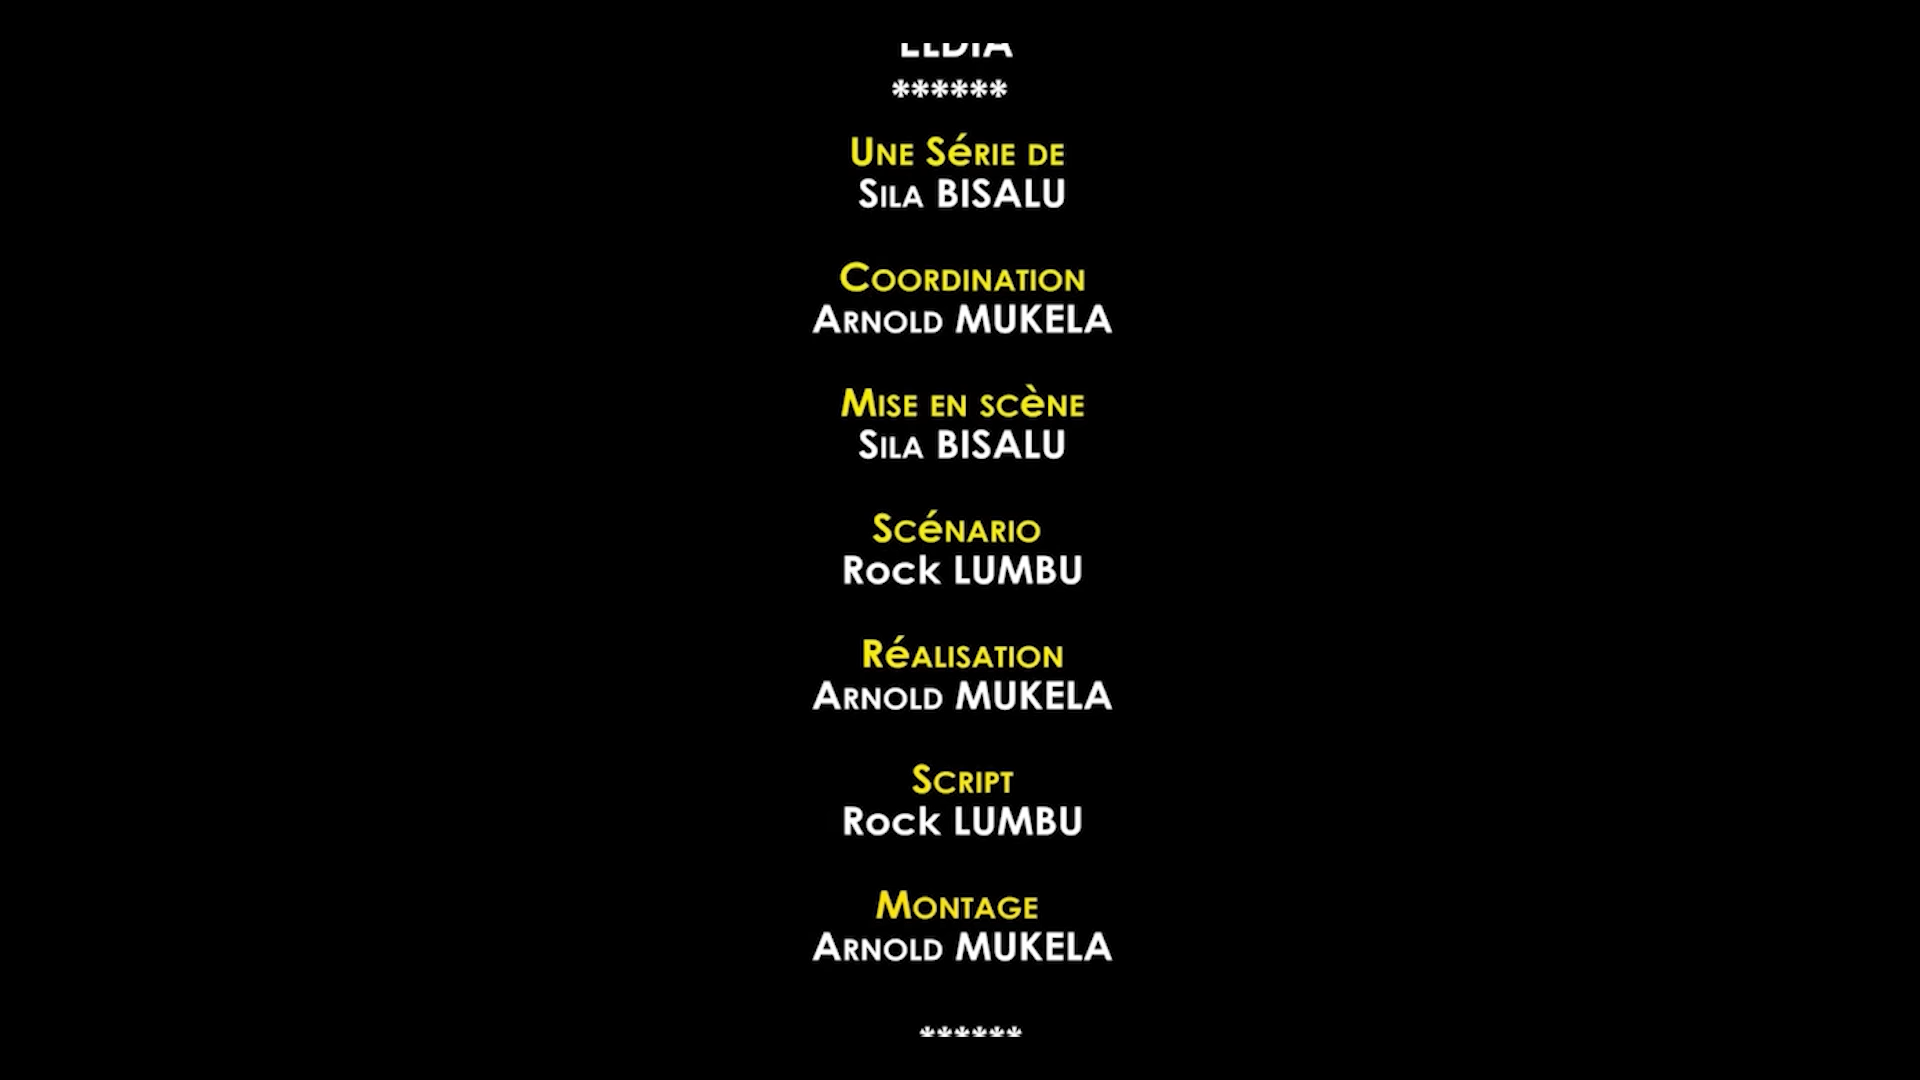 ******
Une Série de
Sila BISALU
Coordination
Arnold MUKELA
Mise en scène
Sila BISALU
Scénario
Rock LUMBU
Réalisation
Arnold MUKELA
Script
Rock LUMBU
Montage
Arnold MUKELA
******